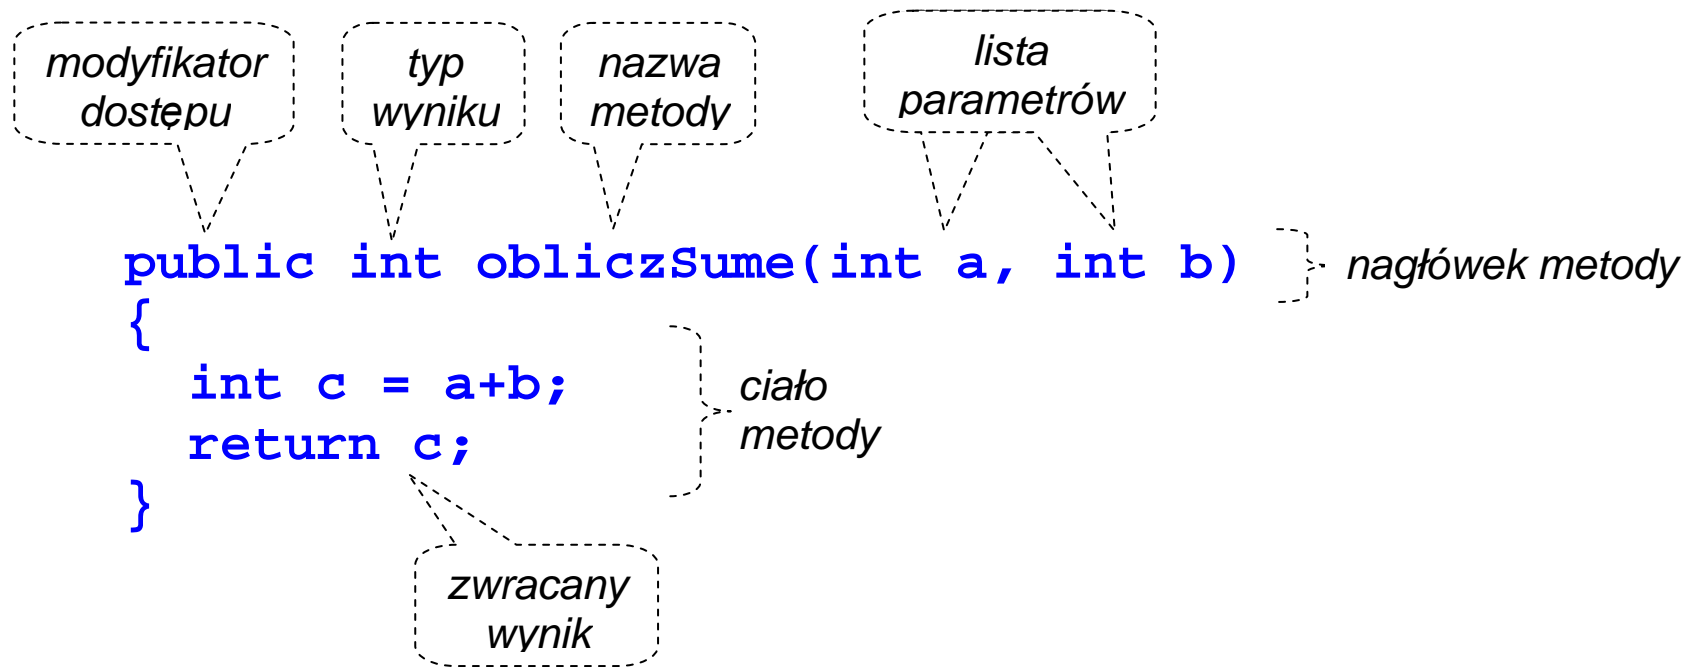 modyfikator
dostępu
typ
wyniku
nazwa
metody
lista
parametrów
public int obliczSume(int a, int b)
nagłówek metody
{
int c = a+b;
return c;
}
ciało
metody
zwracany
wynik